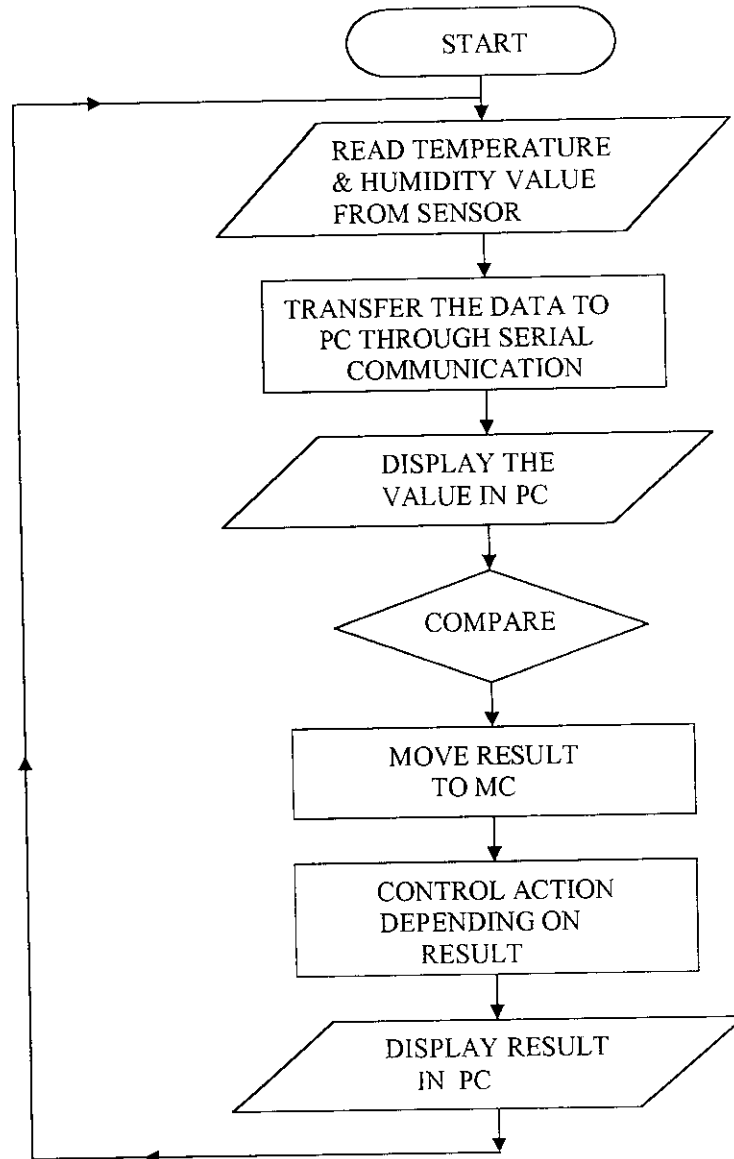 START
READ TEMPERATURE
& HUMIDITY VALUE
FROM SENSOR
TRANSFER THE DATA TO
PC THROUGH SERIAL
COMMUNICATION
DISPLAY THE
VALUE IN PC
COMPARE
MOVE RESULT
TO MC
CONTROL ACTION
DEPENDING ON
RESULT
DISPLAY RESULT
IN PC